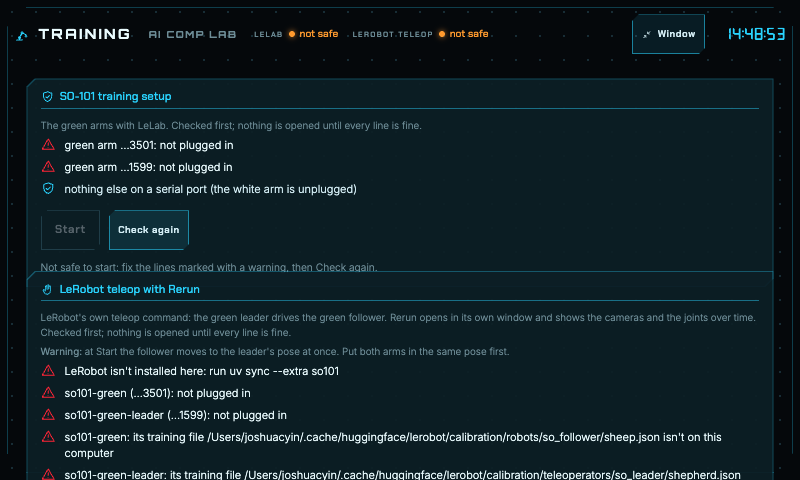 TRAINING AI COMP LAB LELAB not safe LEROBOT TELEOP not safe Window 14:48:53
SO-101 training setup
The green arms with LeLab. Checked first; nothing is opened until every line is fine.
green arm ...3501: not plugged in
green arm ...1599: not plugged in
nothing else on a serial port (the white arm is unplugged)
Start Check again
Not safe to start: fix the lines marked with a warning, then Check again.
LeRobot teleop with Rerun
LeRobot's own teleop command: the green leader drives the green follower. Rerun opens in its own window and shows the cameras and the joints over time.
Checked first; nothing is opened until every line is fine.
Warning: at Start the follower moves to the leader's pose at once. Put both arms in the same pose first.
LeRobot isn't installed here: run uv sync --extra so101
so101-green (...3501): not plugged in
so101-green-leader (...1599): not plugged in
so101-green: its training file /Users/joshuacyin/.cache/huggingface/lerobot/calibration/robots/so_follower/sheep.json isn't on this
computer
so101-green-leader: its training file /Users/joshuacyin/.cache/huggingface/lerobot/calibration/teleoperators/so_leader/shepherd.json